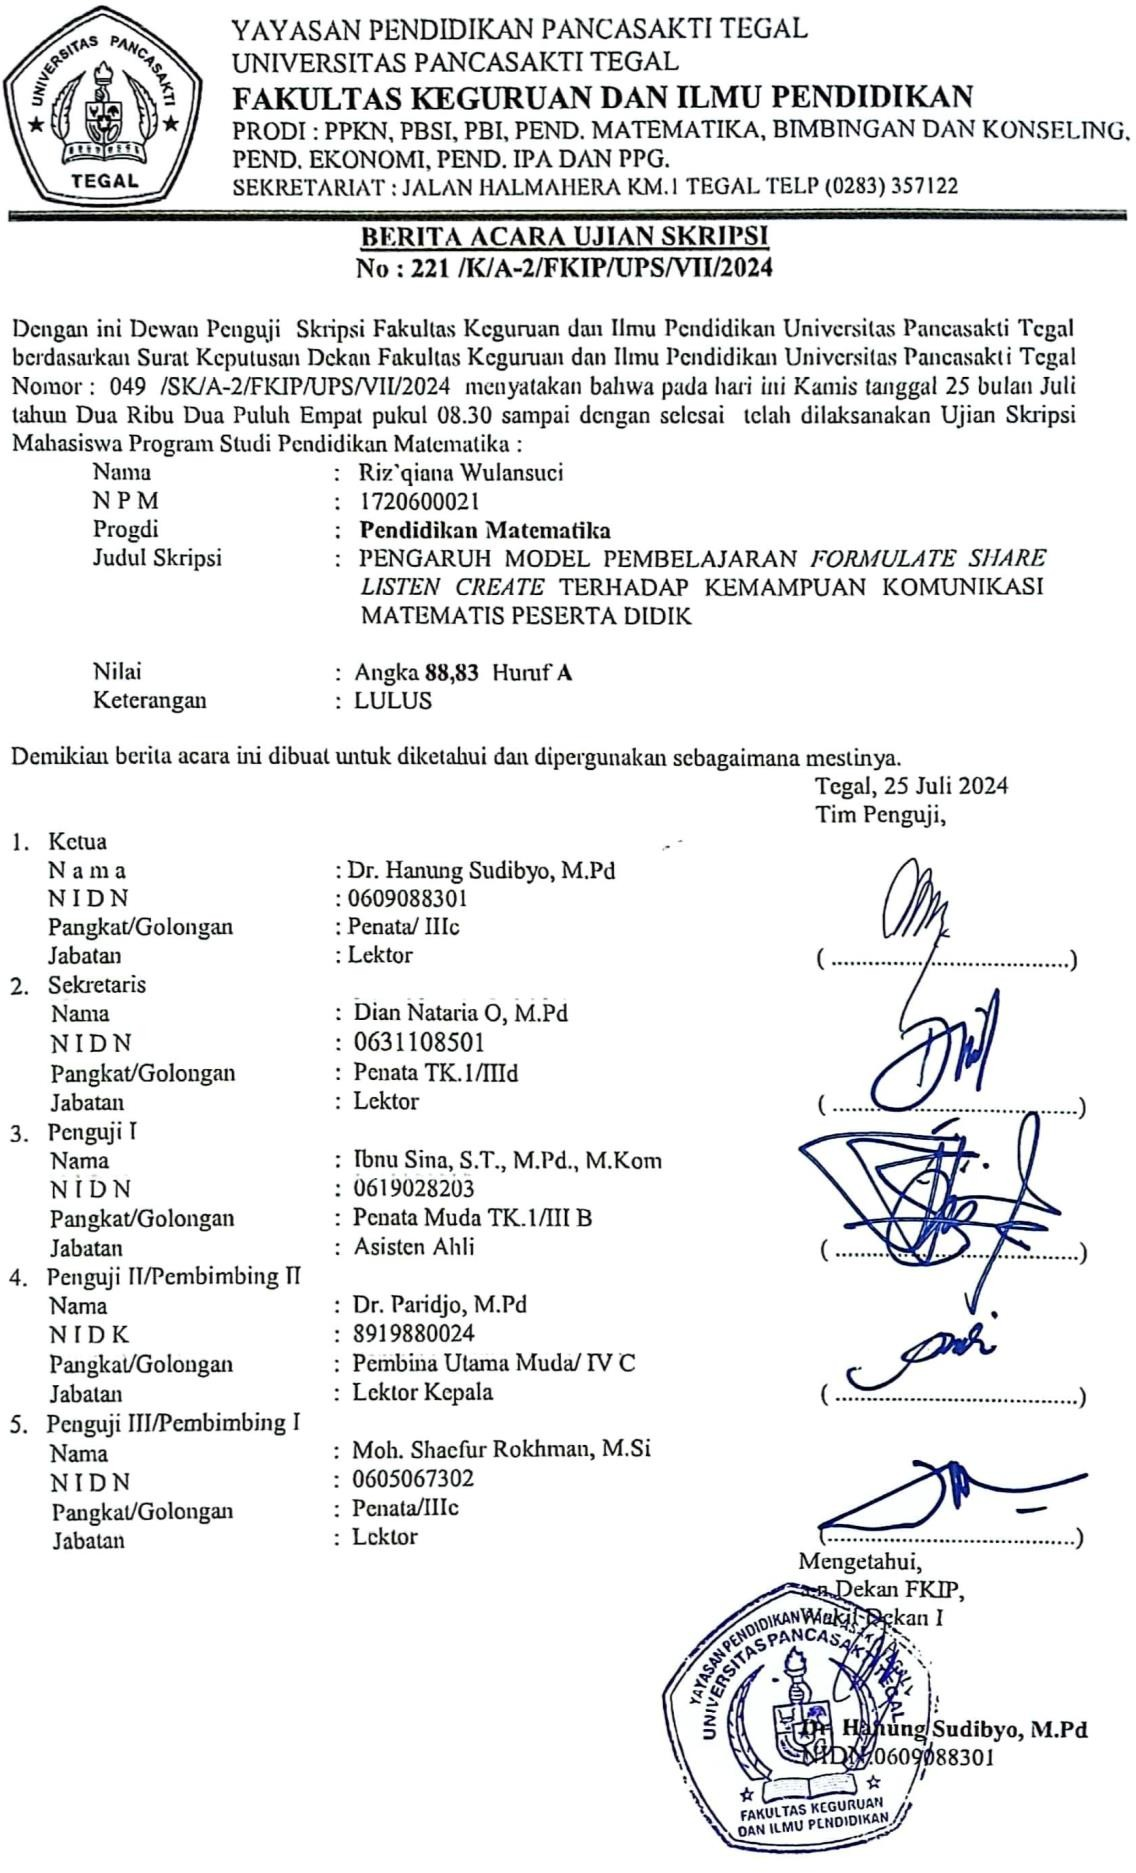 UNIVERSITAS PANCASAKTI
TEGAL
YAYASAN PENDIDIKAN PANCASAKTI TEGAL
UNIVERSITAS PANCASAKTI TEGAL
FAKULTAS KEGURUAN DAN ILMU PENDIDIKAN
PRODI : PPKN, PBSI, PBI, PEND. MATEMATIKA, BIMBINGAN DAN KONSELING,
PEND. EKONOMI, PEND. IPA DAN PPG.
SEKRETARIAT : JALAN HALMAHERA KM.1 TEGAL TELP (0283) 357122
BERITA ACARA UJIAN SKRIPSI
No : 221 /K/A-2/FKIP/UPS/VII/2024
Dengan ini Dewan Penguji Skripsi Fakultas Keguruan dan Ilmu Pendidikan Universitas Pancasakti Tegal
berdasarkan Surat Keputusan Dekan Fakultas Keguruan dan Ilmu Pendidikan Universitas Pancasakti Tegal
Nomor : 049 /SK/A-2/FKIP/UPS/VII/2024 menyatakan bahwa pada hari ini Kamis tanggal 25 bulan Juli
tahun Dua Ribu Dua Puluh Empat pukul 08.30 sampai dengan selesai telah dilaksanakan Ujian Skripsi
Mahasiswa Program Studi Pendidikan Matematika :
Nama : Riz`qiana Wulansuci
N P M : 1720600021
Progdi : Pendidikan Matematika
Judul Skripsi : PENGARUH MODEL PEMBELAJARAN FORMULATE SHARE
LISTEN CREATE TERHADAP KEMAMPUAN KOMUNIKASI
MATEMATIS PESERTA DIDIK
Nilai : Angka 88,83 Huruf A
Keterangan : LULUS
Demikian berita acara ini dibuat untuk diketahui dan dipergunakan sebagaimana mestinya.
Tegal, 25 Juli 2024
Tim Penguji,
1. Ketua
N a m a : Dr. Hanung Sudibyo, M.Pd
N I D N : 0609088301
Pangkat/Golongan : Penata/ IIIc
Jabatan : Lektor (....................................)
2. Sekretaris
Nama : Dian Nataria O, M.Pd
N I D N : 0631108501
Pangkat/Golongan : Penata TK.1/IIId
Jabatan : Lektor (.....................................)
3. Penguji I
Nama : Ibnu Sina, S.T., M.Pd., M.Kom
N I D N : 0619028203
Pangkat/Golongan : Penata Muda TK.1/III B
Jabatan : Asisten Ahli (.....................................)
4. Penguji II/Pembimbing II
Nama : Dr. Paridjo, M.Pd
N I D K : 8919880024
Pangkat/Golongan : Pembina Utama Muda/ IV C
Jabatan : Lektor Kepala (.....................................)
5. Penguji III/Pembimbing I
Nama : Moh. Shaefur Rokhman, M.Si
N I D N : 0605067302
Pangkat/Golongan : Penata/IIIc
Jabatan : Lektor (.....................................)
Mengetahui,
a.n Dekan FKIP,
Wakil Dekan I
YAYASAN PENDIDIKAN PANCASAKTI TEGAL
UNIVERSITAS PANCASAKTI TEGAL
Dr. Hanung Sudibyo, M.Pd
NIDN.0609088301
FAKULTAS KEGURUAN
DAN ILMU PENDIDIKAN